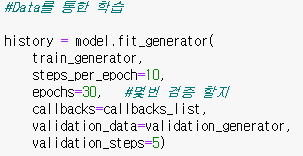 #Data를 통한 학습
history = model.fit_generator(
    train_generator,
    steps_per_epoch=10,
    epochs=30,   #몇번 검증 할지
    callbacks=callbacks_list,
    validation_data=validation_generator,
    validation_steps=5)